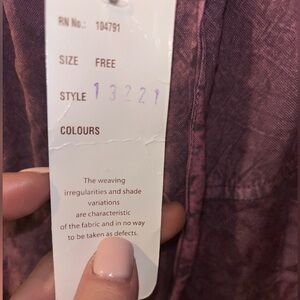 RN No.: 104791
SIZE FREE
STYLE 13221
COLOURS
The weaving
irregularities and shade
variations
are characteristic
of the fabric and in no way
to be taken as defects.